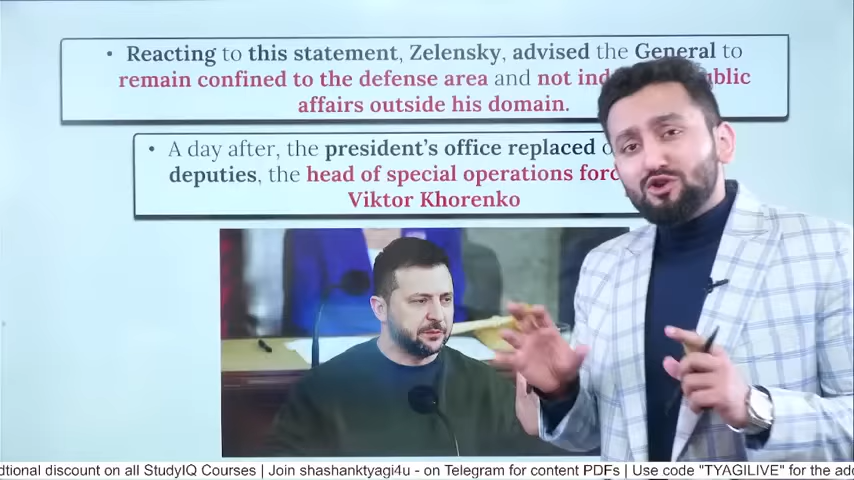 • Reacting to this statement, Zelensky, advised the General to
remain confined to the defense area and not ind ublic
affairs outside his domain.
• A day after, the president's office replaced
deputies, the head of special operations forc
Viktor Khorenko
dtional discount on all StudyIQ Courses | Join shashanktyagi4u - on Telegram for content PDFs | Use code "TYAGILIVE" for the ad